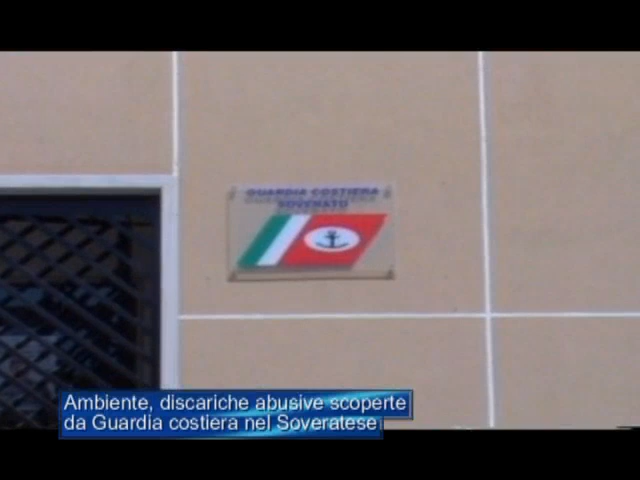 GUARDIA COSTIERA
SOVERATO
Ambiente, discariche abusive scoperte
da Guardia costiera nel Soveratese